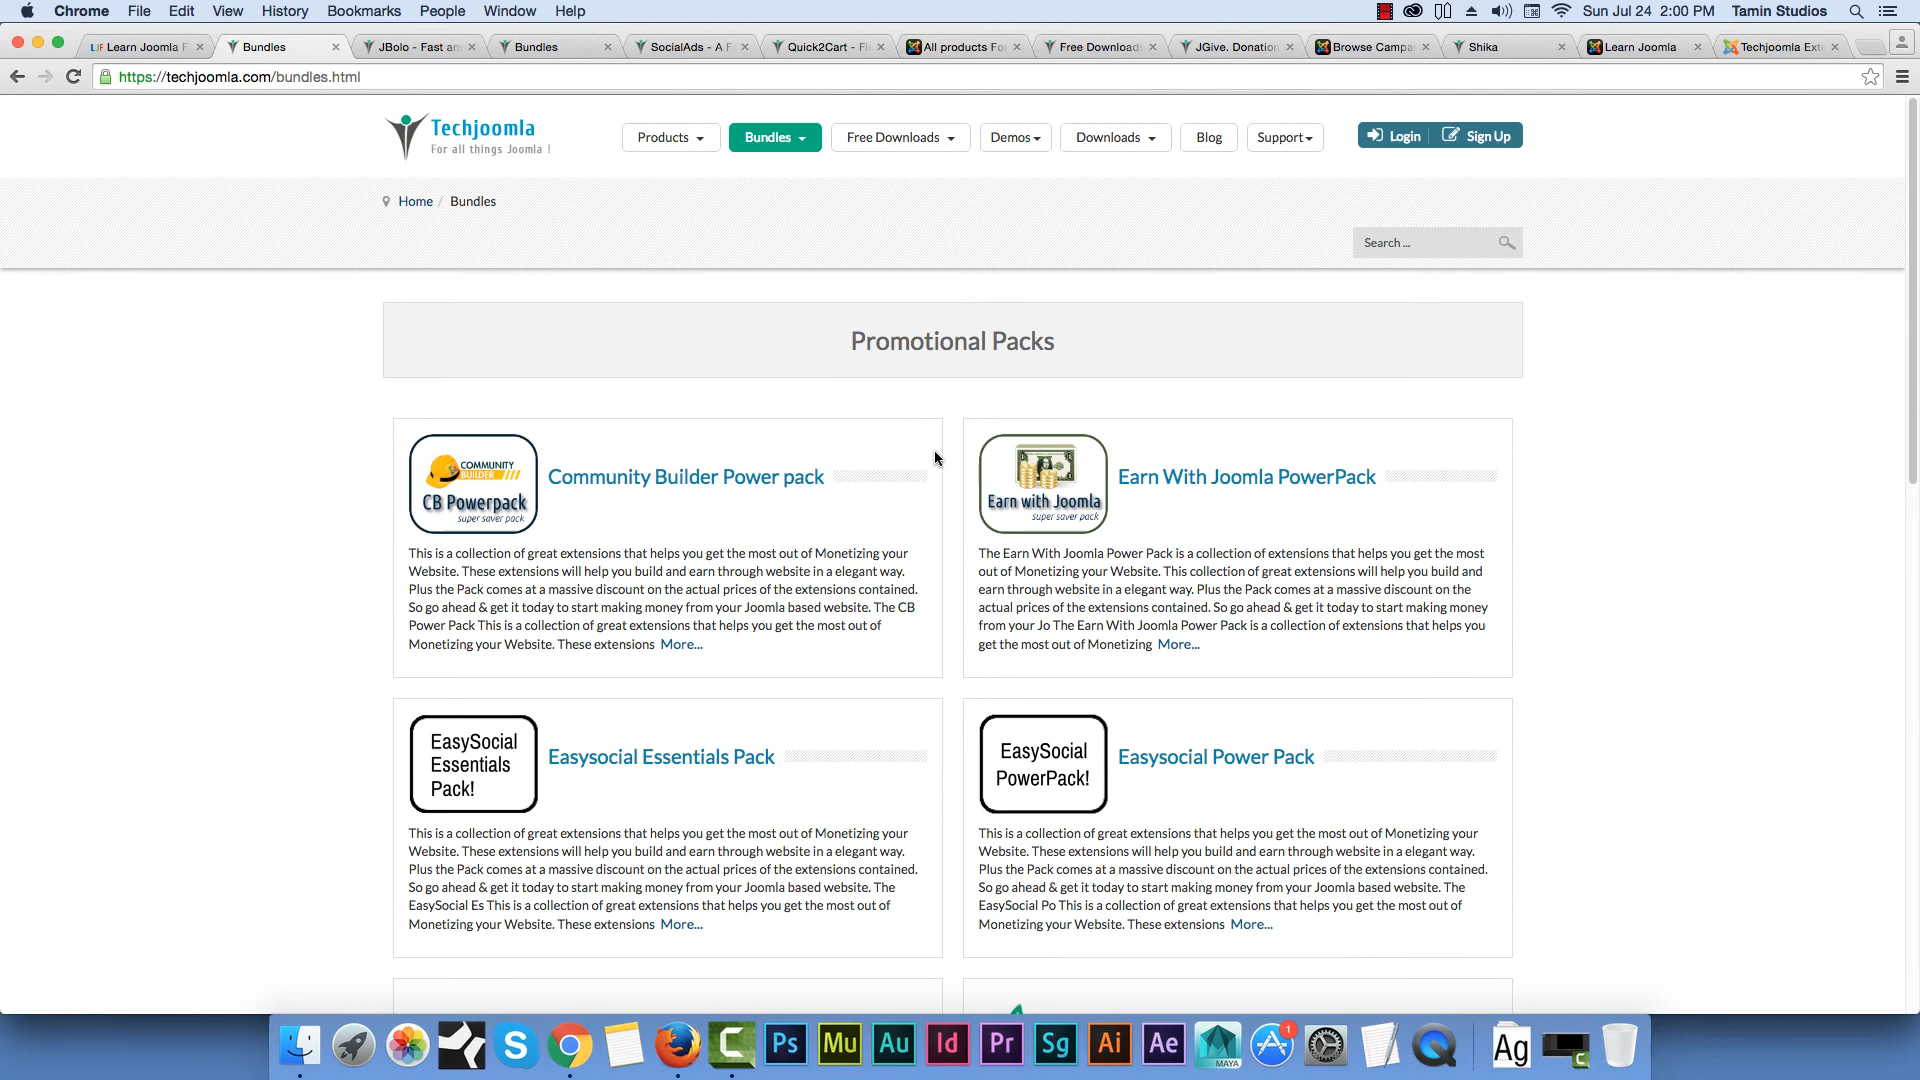 Chrome File Edit View History Bookmarks People Window Help Sun Jul 24 2:00 PM Tamin Studios
Learn Joomla F Bundles JBolo - Fast an Bundles SocialAds - A F Quick2Cart - Fl All products Fo Free Downloads JGive. Donation Browse Campa Shika Learn Joomla Techjoomla Ext
https://techjoomla.com/bundles.html
Techjoomla
For all things Joomla !
Products Bundles Free Downloads Demos Downloads Blog Support Login Sign Up
Home / Bundles
Search ...
Promotional Packs
COMMUNITY
BUILDER
CB Powerpack
super saver pack
Community Builder Power pack
This is a collection of great extensions that helps you get the most out of Monetizing your
Website. These extensions will help you build and earn through website in a elegant way.
Plus the Pack comes at a massive discount on the actual prices of the extensions contained.
So go ahead & get it today to start making money from your Joomla based website. The CB
Power Pack This is a collection of great extensions that helps you get the most out of
Monetizing your Website. These extensions More...
Earn with Joomla
super saver pack
Earn With Joomla PowerPack
The Earn With Joomla Power Pack is a collection of extensions that helps you get the most
out of Monetizing your Website. This collection of great extensions will help you build and
earn through website in a elegant way. Plus the Pack comes at a massive discount on the
actual prices of the extensions contained. So go ahead & get it today to start making money
from your Jo The Earn With Joomla Power Pack is a collection of extensions that helps you
get the most out of Monetizing More...
EasySocial
Essentials
Pack!
Easysocial Essentials Pack
This is a collection of great extensions that helps you get the most out of Monetizing your
Website. These extensions will help you build and earn through website in a elegant way.
Plus the Pack comes at a massive discount on the actual prices of the extensions contained.
So go ahead & get it today to start making money from your Joomla based website. The
EasySocial Es This is a collection of great extensions that helps you get the most out of
Monetizing your Website. These extensions More...
EasySocial
PowerPack!
Easysocial Power Pack
This is a collection of great extensions that helps you get the most out of Monetizing your
Website. These extensions will help you build and earn through website in a elegant way.
Plus the Pack comes at a massive discount on the actual prices of the extensions contained.
So go ahead & get it today to start making money from your Joomla based website. The
EasySocial Po This is a collection of great extensions that helps you get the most out of
Monetizing your Website. These extensions More...
S C Ps Mu Au Id Pr Sg Ai Ae MAYA 1 Ag C